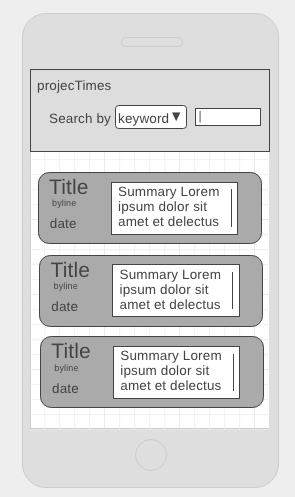 projecTimes
Search by keyword ▼
Title
byline
date
Summary Lorem
ipsum dolor sit
amet et delectus
Title
byline
date
Summary Lorem
ipsum dolor sit
amet et delectus
Title
byline
date
Summary Lorem
ipsum dolor sit
amet et delectus